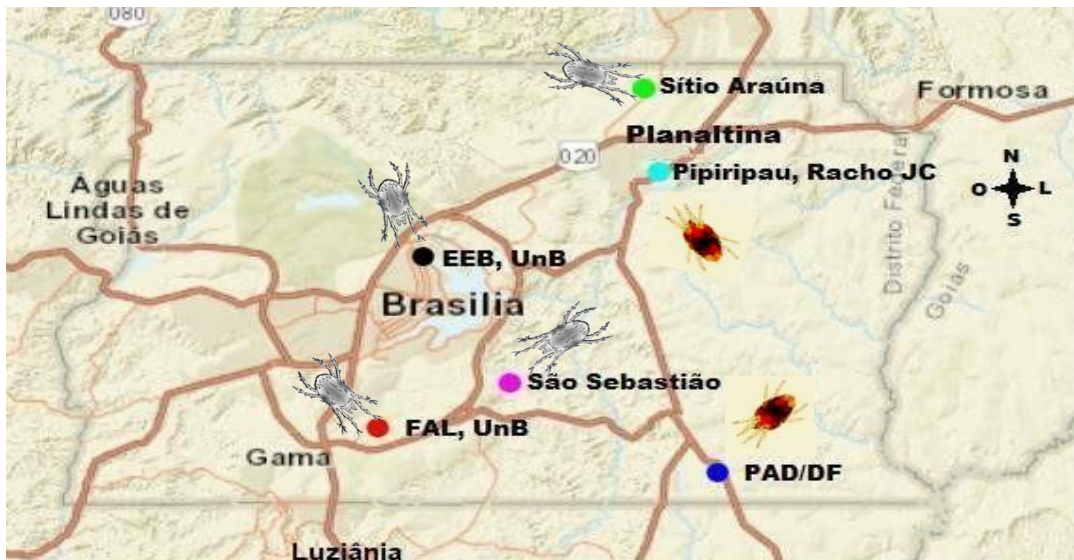 080
Sítio Araúna
Formosa
Planaltina
020
Pipiripau, Racho JC
Águas
Lindas de
Goiás
N
O
L
S
EEB, UnB
Distrito Federal
Goiás
Brasilia
São Sebastião
FAL, UnB
Gama
PAD/DF
Luziânia